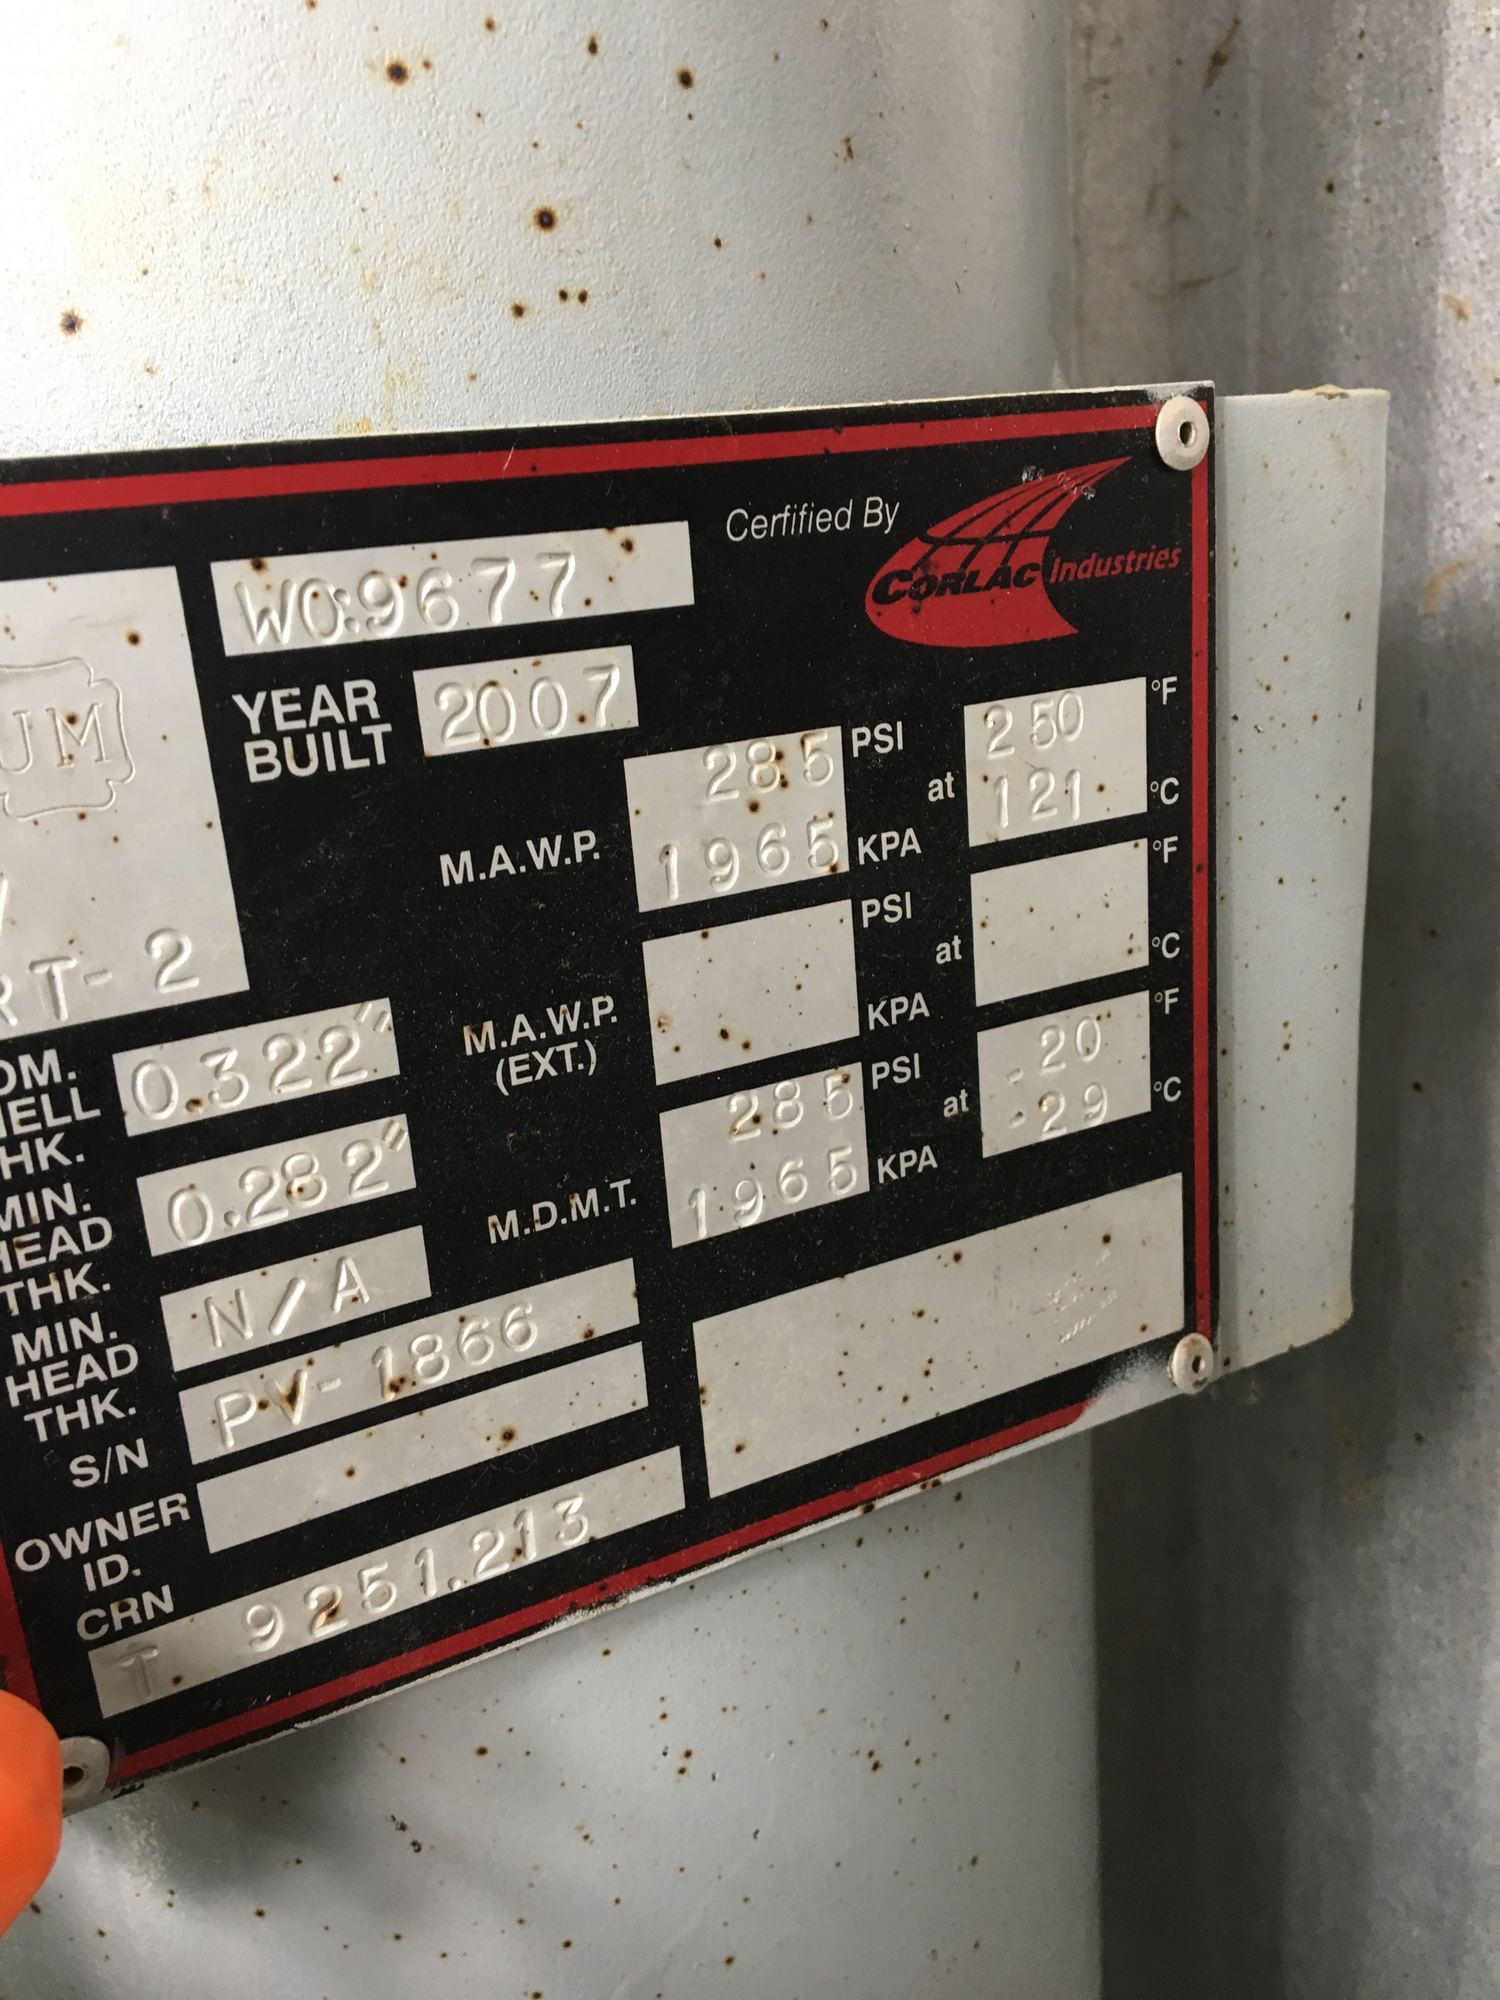 WO:9677
Cerfified By
CORLAC Industries
UM
RT-2
YEAR BUILT 2007
M.A.W.P. 285 PSI at 250 °F
1965 KPA 121 °C
M.A.W.P. (EXT.) PSI at °F
KPA °C
M.D.M.T. 285 PSI at -20 °F
1965 KPA -29 °C
OM.
HELL
HK. 0.322"
MIN.
HEAD
THK. 0.282"
MIN.
HEAD
THK. N/A
S/N PV-1866
OWNER
ID.
CRN T 9251.213